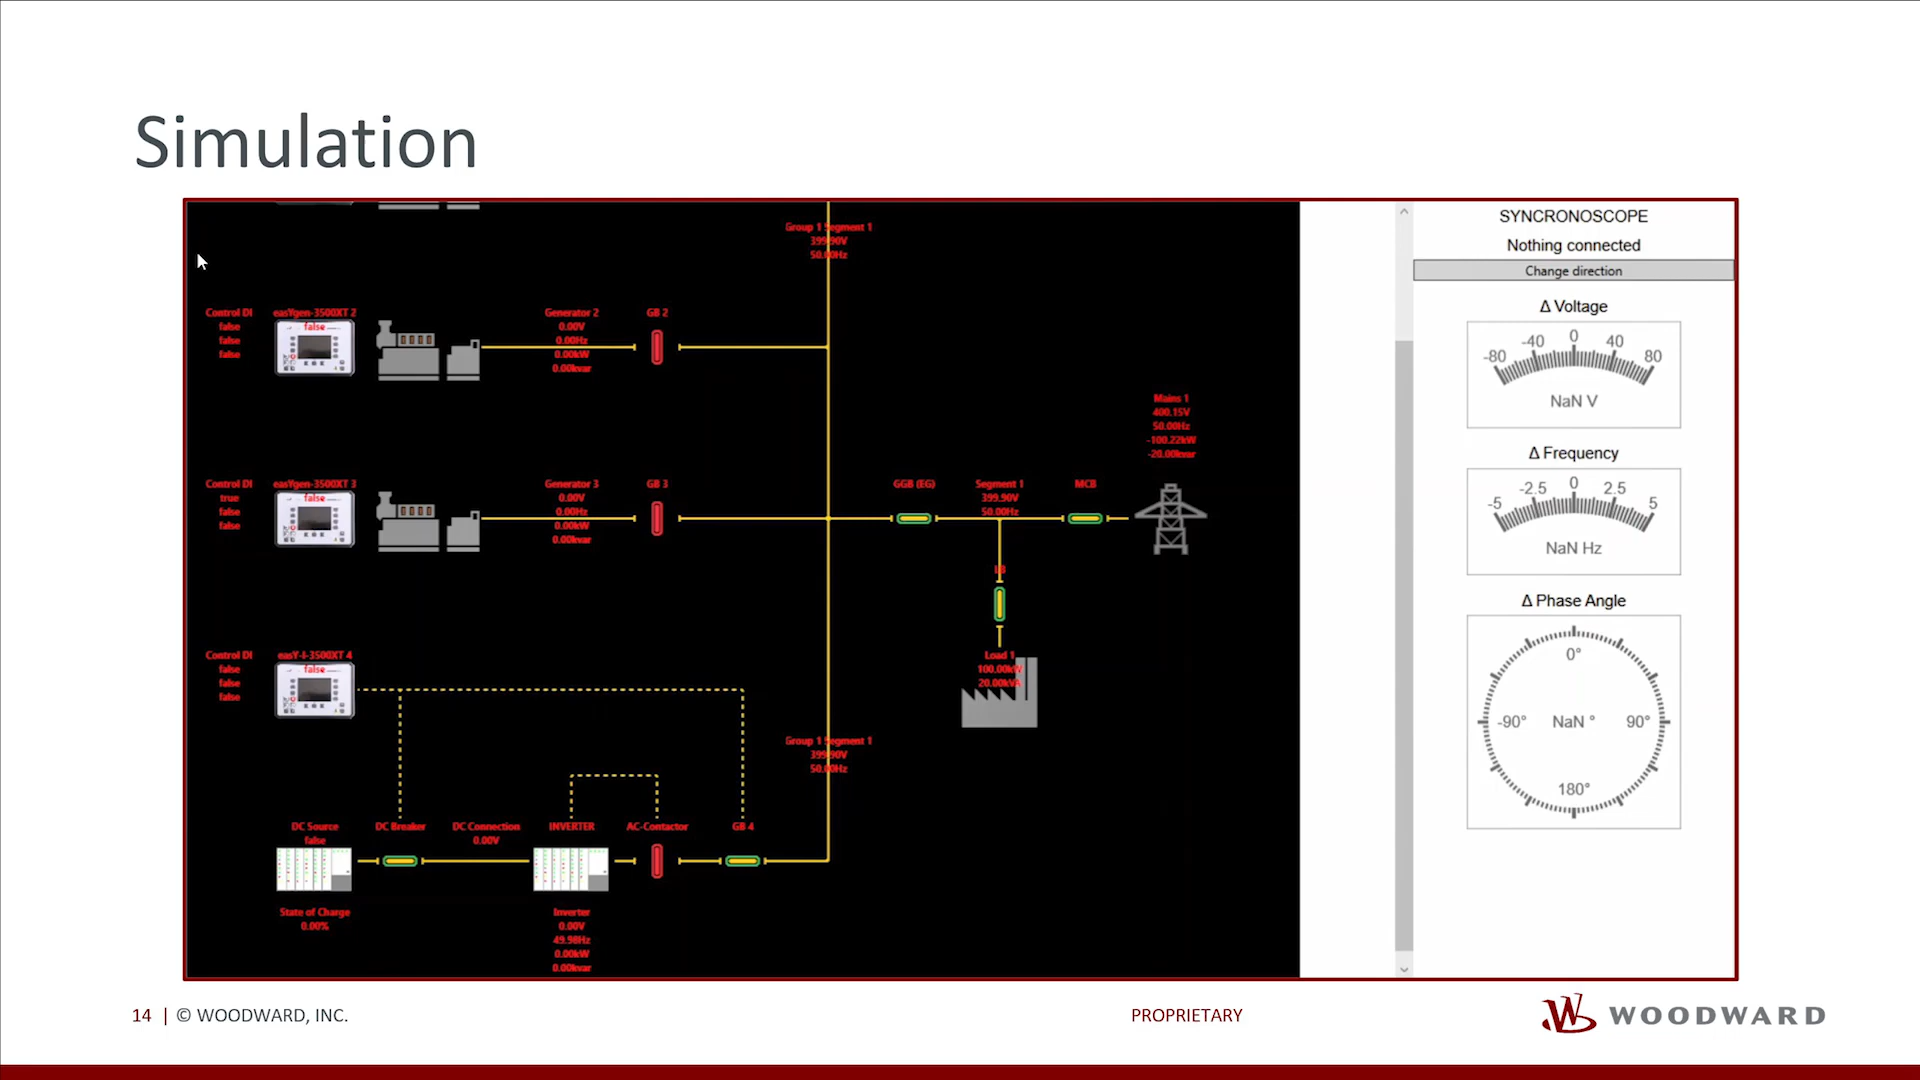 Simulation
Group 1 Segment 1
399.90V
50.00Hz
Control DI
false
false
false
easYgen-3500XT 2
false
Generator 2
0.00V
0.00Hz
0.00kW
0.00kvar
GB 2
Control DI
true
false
false
easYgen-3500XT 3
false
Generator 3
0.00V
0.00Hz
0.00kW
0.00kvar
GB 3
GGB (EG)
Segment 1
399.90V
50.00Hz
MCB
Mains 1
400.15V
50.00Hz
-100.22kW
-20.00kvar
Load 1
100.00kW
Control DI
false
false
false
easY-I-3500XT 4
false
Group 1 Segment 1
399.90V
50.00Hz
DC Source
false
DC Breaker
DC Connection
0.00V
INVERTER
AC-Contactor
GB 4
State of Charge
0.00%
Inverter
0.00V
49.98Hz
0.00kW
0.00kvar
SYNCRONOSCOPE
Nothing connected
Change direction
Δ Voltage
-80 -40 0 40 80
NaN V
Δ Frequency
-5 -2.5 0 2.5 5
NaN Hz
Δ Phase Angle
0°
-90° NaN ° 90°
180°
14 | © WOODWARD, INC.
PROPRIETARY
WOODWARD